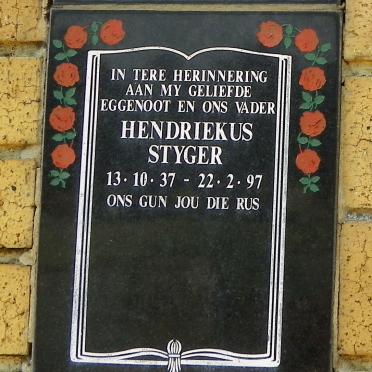 IN TERE HERINNERING
AAN MY GELIEFDE
EGGENOOT EN ONS VADER
HENDRIEKUS
STYGER
13·10·37 - 22·2·97
ONS GUN JOU DIE RUS